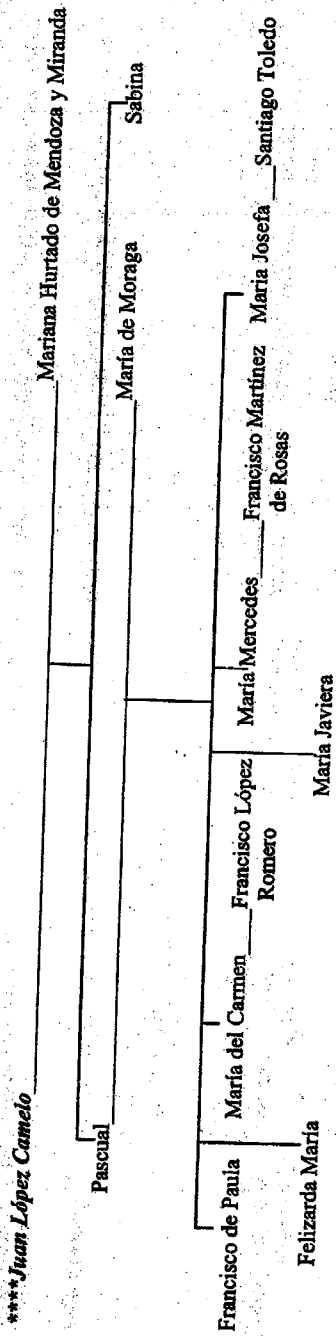 ****Juan López Camelo
Mariana Hurtado de Mendoza y Miranda
Pascual
María de Moraga
Sabina
Francisco de Paula
María del Carmen
Francisco López
Romero
María Mercedes
Francisco Martínez
de Rosas
Maria Josefa
Santiago Toledo
Felizarda María
María Javiera